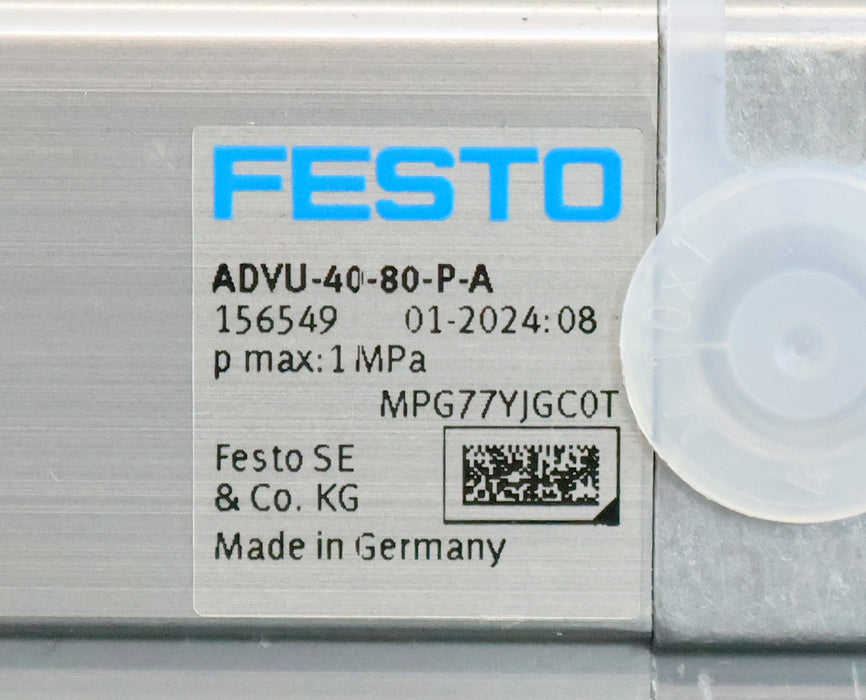 FESTO
ADVU-40-80-P-A
156549 01-2024:08
p max: 1 MPa
MPG77YJGC0T
Festo SE
& Co. KG
Made in Germany
10x1